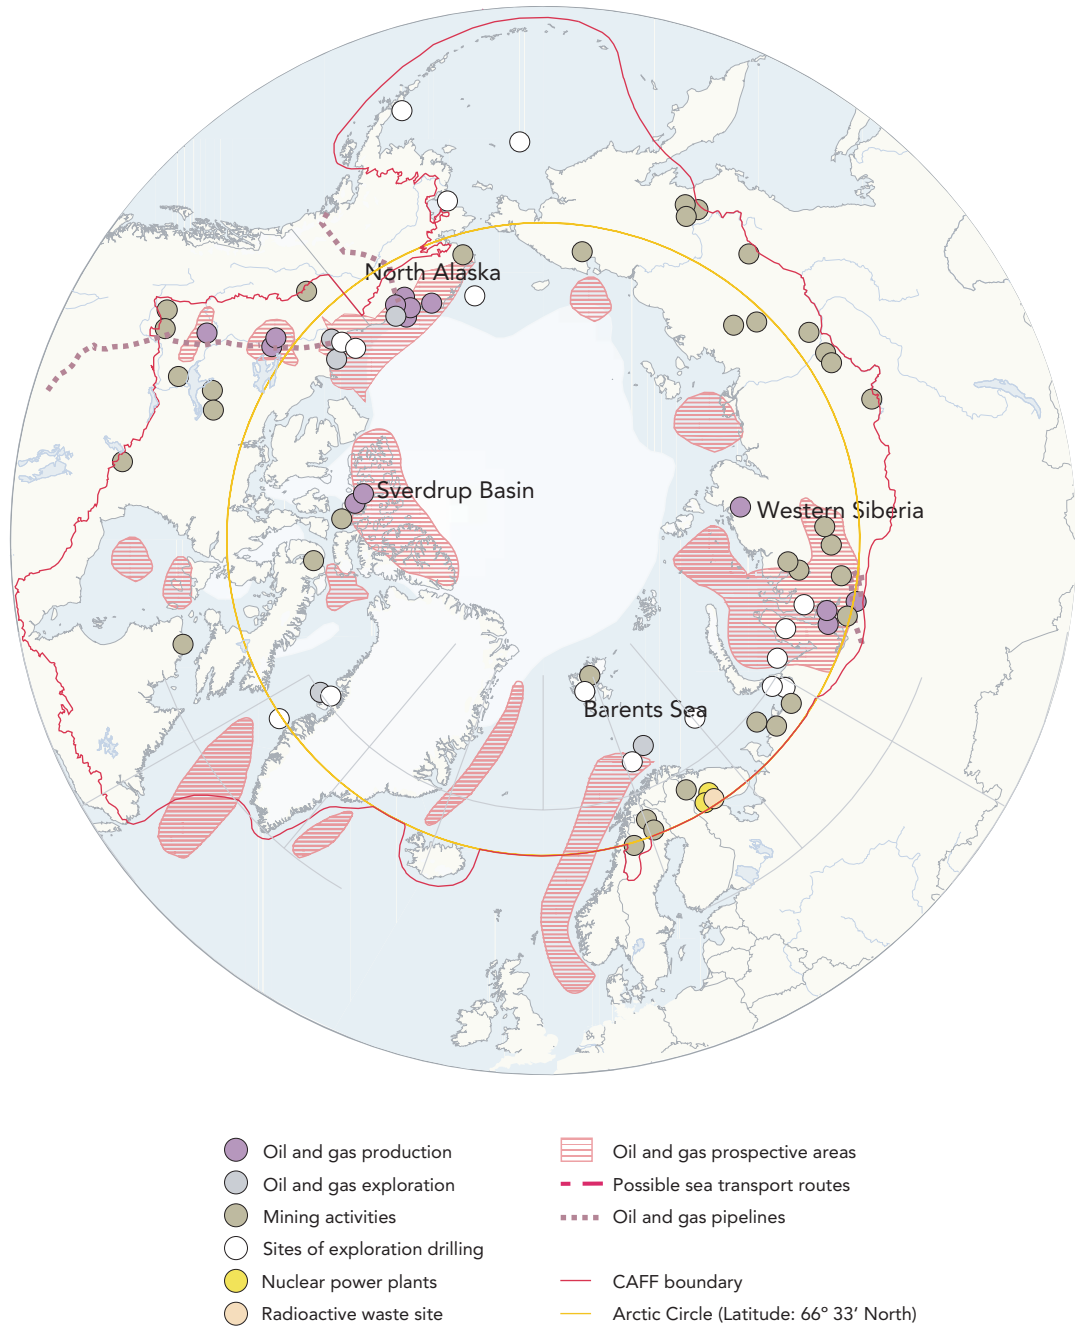 North Alaska
Sverdrup Basin
Western Siberia
Barents Sea
Oil and gas production
Oil and gas exploration
Mining activities
Sites of exploration drilling
Nuclear power plants
Radioactive waste site
Oil and gas prospective areas
Possible sea transport routes
Oil and gas pipelines
CAFF boundary
Arctic Circle (Latitude: 66º 33’ North)